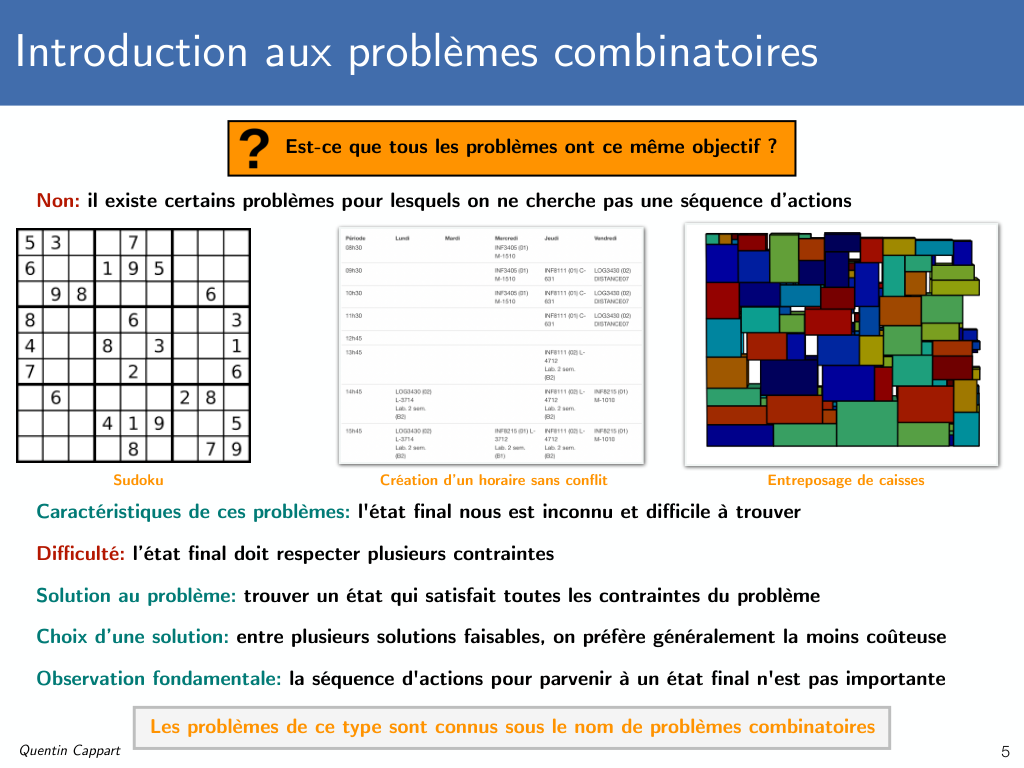 Introduction aux problèmes combinatoires
? Est-ce que tous les problèmes ont ce même objectif ?
Non: il existe certains problèmes pour lesquels on ne cherche pas une séquence d'actions
5 3 7
6 1 9 5
9 8 6
8 6 3
4 8 3 1
7 2 6
6 2 8
4 1 9 5
8 7 9
Période Lundi Mardi Mercredi Jeudi Vendredi
08h30 INF3405 (01)
M-1510
09h30 INF3405 (01) INF8111 (01) C- LOG3430 (02)
M-1510 631 DISTANCE07
10h30 INF3405 (01) INF8111 (01) C- LOG3430 (02)
M-1510 631 DISTANCE07
11h30 INF8111 (01) C- LOG3430 (02)
631 DISTANCE07
12h45
13h45 INF8111 (02) L-
4712
Lab. 2 sem.
(B2)
14h45 LOG3430 (02) INF8111 (02) L- INF8215 (01)
L-3714 4712 M-1010
Lab. 2 sem. Lab. 2 sem.
(B2) (B2)
15h45 LOG3430 (02) INF8215 (01) L- INF8111 (02) L- INF8215 (01)
L-3714 3712 4712 M-1010
Lab. 2 sem. Lab. 2 sem. Lab. 2 sem.
(B2) (B1) (B2)
Sudoku
Création d'un horaire sans conflit
Entreposage de caisses
Caractéristiques de ces problèmes: l'état final nous est inconnu et difficile à trouver
Difficulté: l'état final doit respecter plusieurs contraintes
Solution au problème: trouver un état qui satisfait toutes les contraintes du problème
Choix d'une solution: entre plusieurs solutions faisables, on préfère généralement la moins coûteuse
Observation fondamentale: la séquence d'actions pour parvenir à un état final n'est pas importante
Les problèmes de ce type sont connus sous le nom de problèmes combinatoires
Quentin Cappart
5